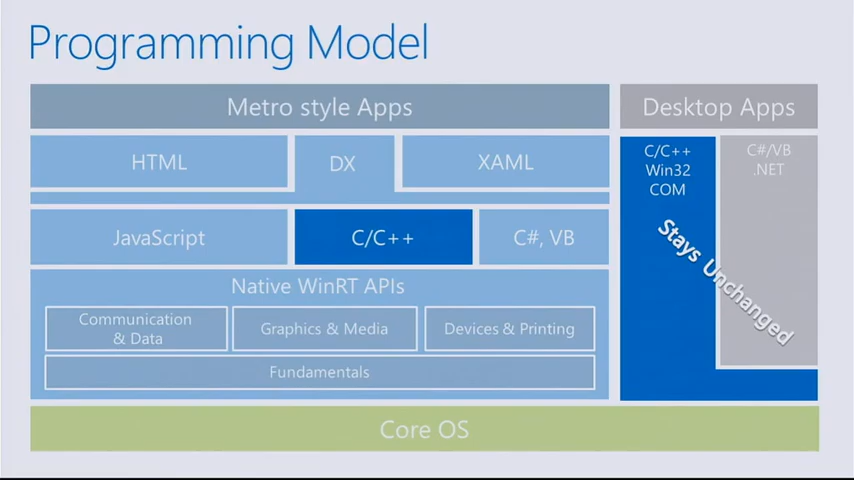 Programming Model
Metro style Apps
Desktop Apps
HTML
DX
XAML
C/C++
Win32
COM
C#/VB
.NET
JavaScript
C/C++
C#, VB
Stays Unchanged
Native WinRT APIs
Communication
& Data
Graphics & Media
Devices & Printing
Fundamentals
Core OS